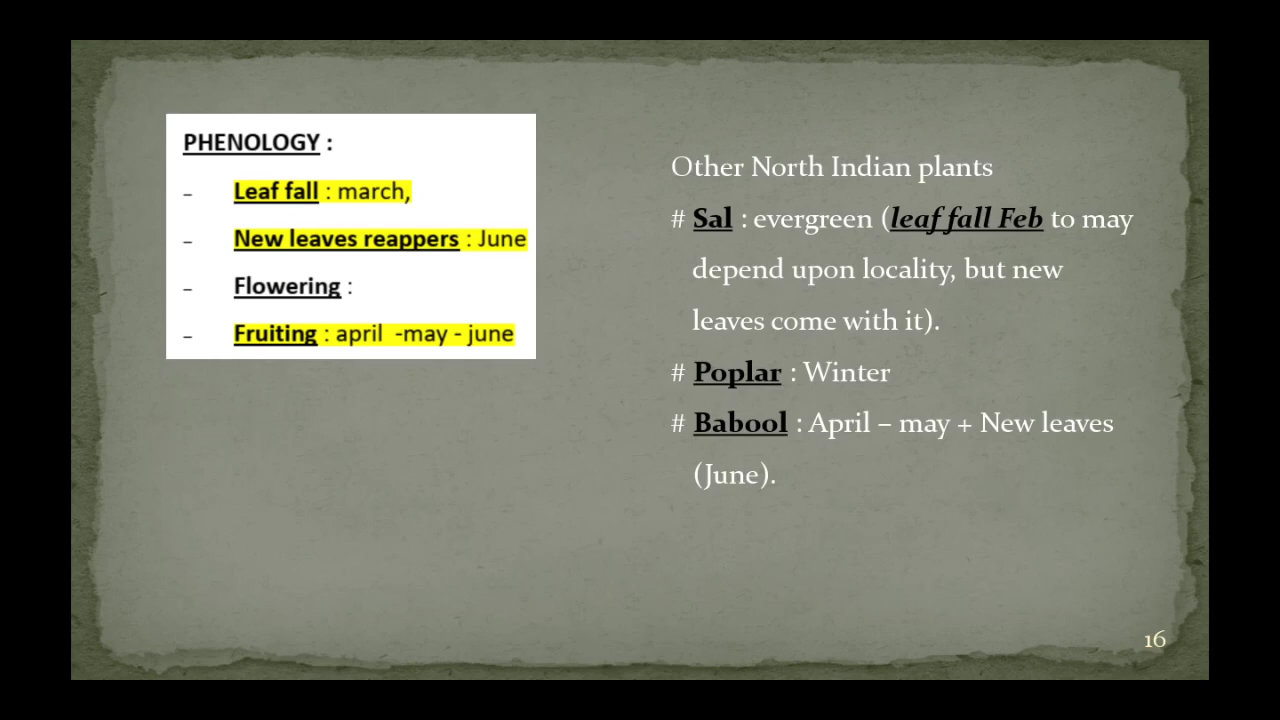 PHENOLOGY :
- Leaf fall : march,
- New leaves reappers : June
- Flowering :
- Fruiting : april -may - june
Other North Indian plants
# Sal : evergreen (leaf fall Feb to may
depend upon locality, but new
leaves come with it).
# Poplar : Winter
# Babool : April – may + New leaves
(June).
16